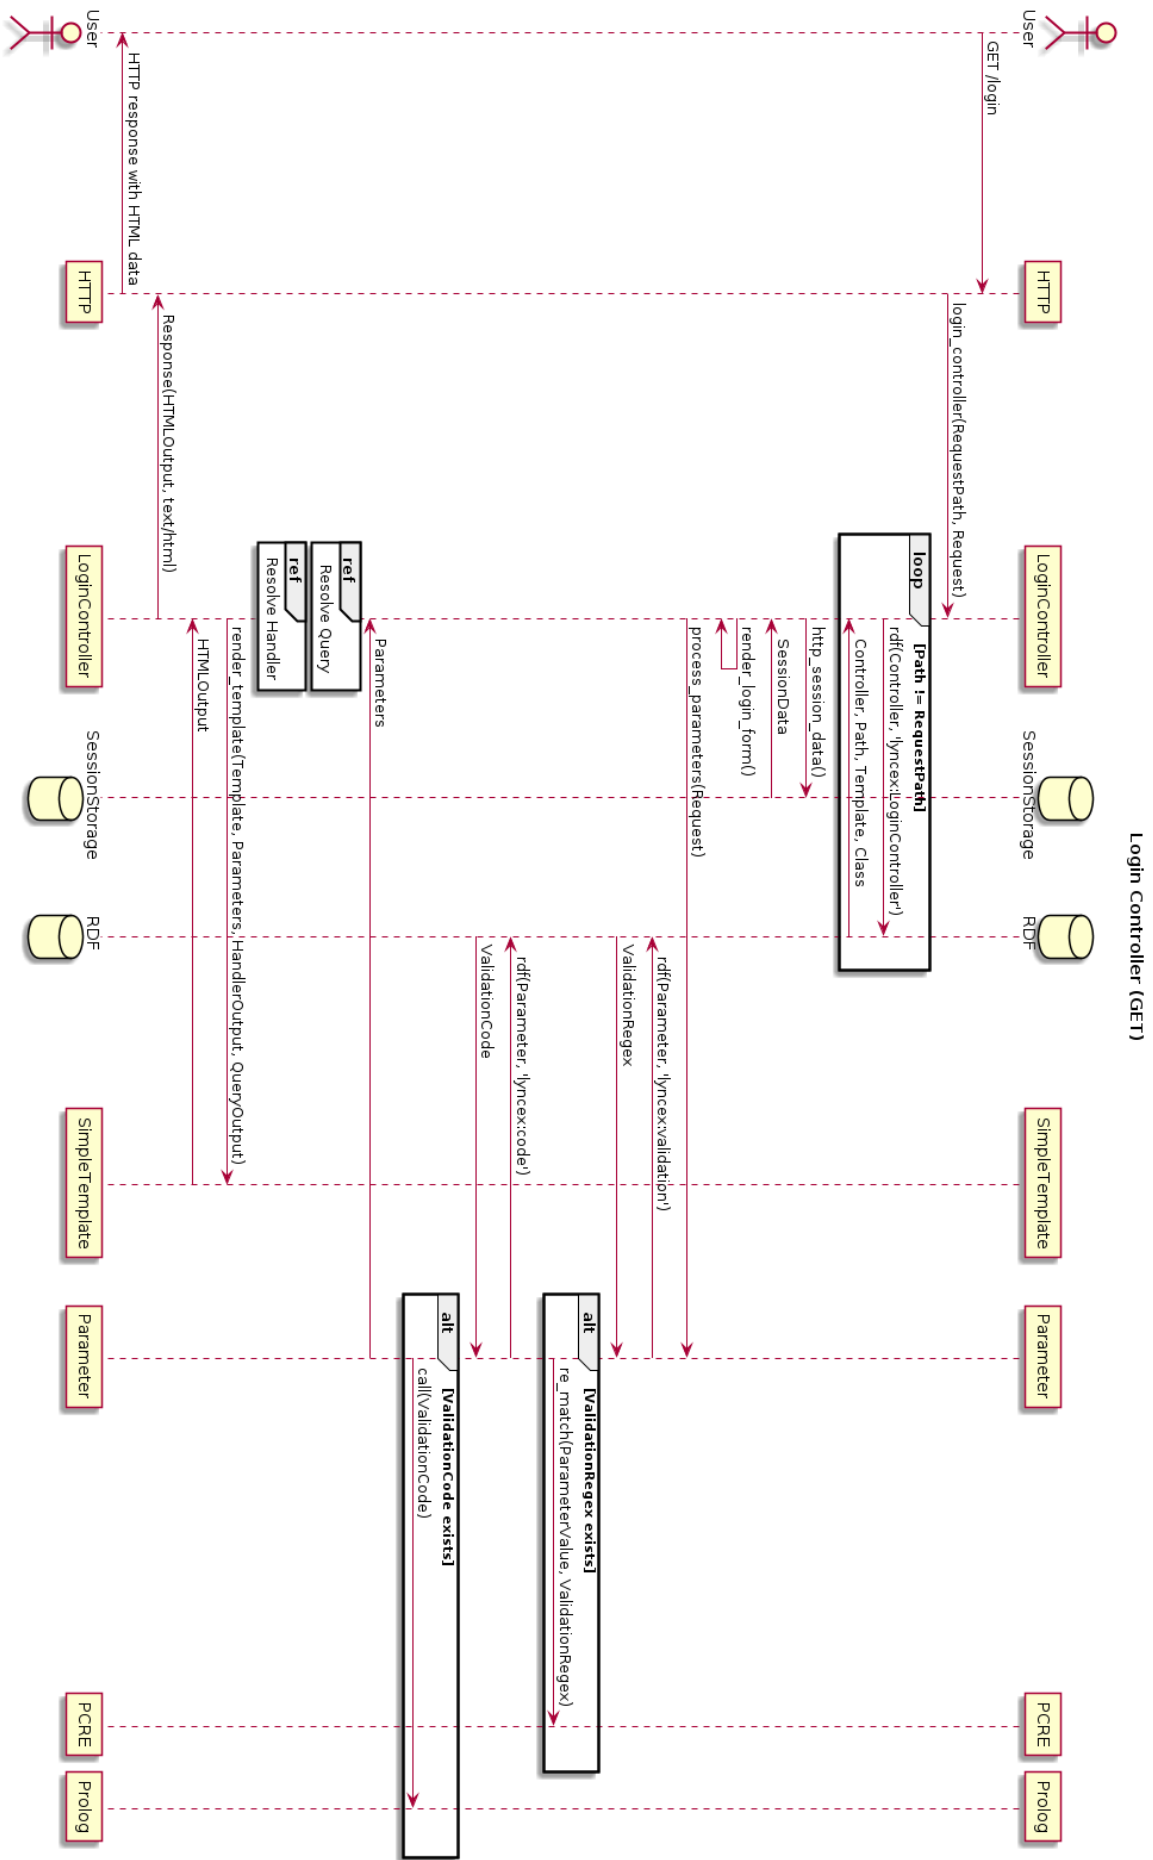 Login Controller (GET)
User
HTTP
LoginController
SessionStorage
RDF
SimpleTemplate
Parameter
PCRE
Prolog
GET /login
login_controller(RequestPath, Request)
loop
[Path != RequestPath]
rdf(Controller, 'lyncex:LoginController')
Controller, Path, Template, Class
http_session_data()
SessionData
render_login_form()
process_parameters(Request)
rdf(Parameter, 'lyncex:validation')
ValidationRegex
alt
[ValidationRegex exists]
re_match(ParameterValue, ValidationRegex)
rdf(Parameter, 'lyncex:code')
ValidationCode
alt
[ValidationCode exists]
call(ValidationCode)
Parameters
ref
Resolve Query
ref
Resolve Handler
render_template(Template, Parameters, HandlerOutput, QueryOutput)
HTMLOutput
Response(HTMLOutput, text/html)
HTTP response with HTML data
User
HTTP
LoginController
SessionStorage
RDF
SimpleTemplate
Parameter
PCRE
Prolog